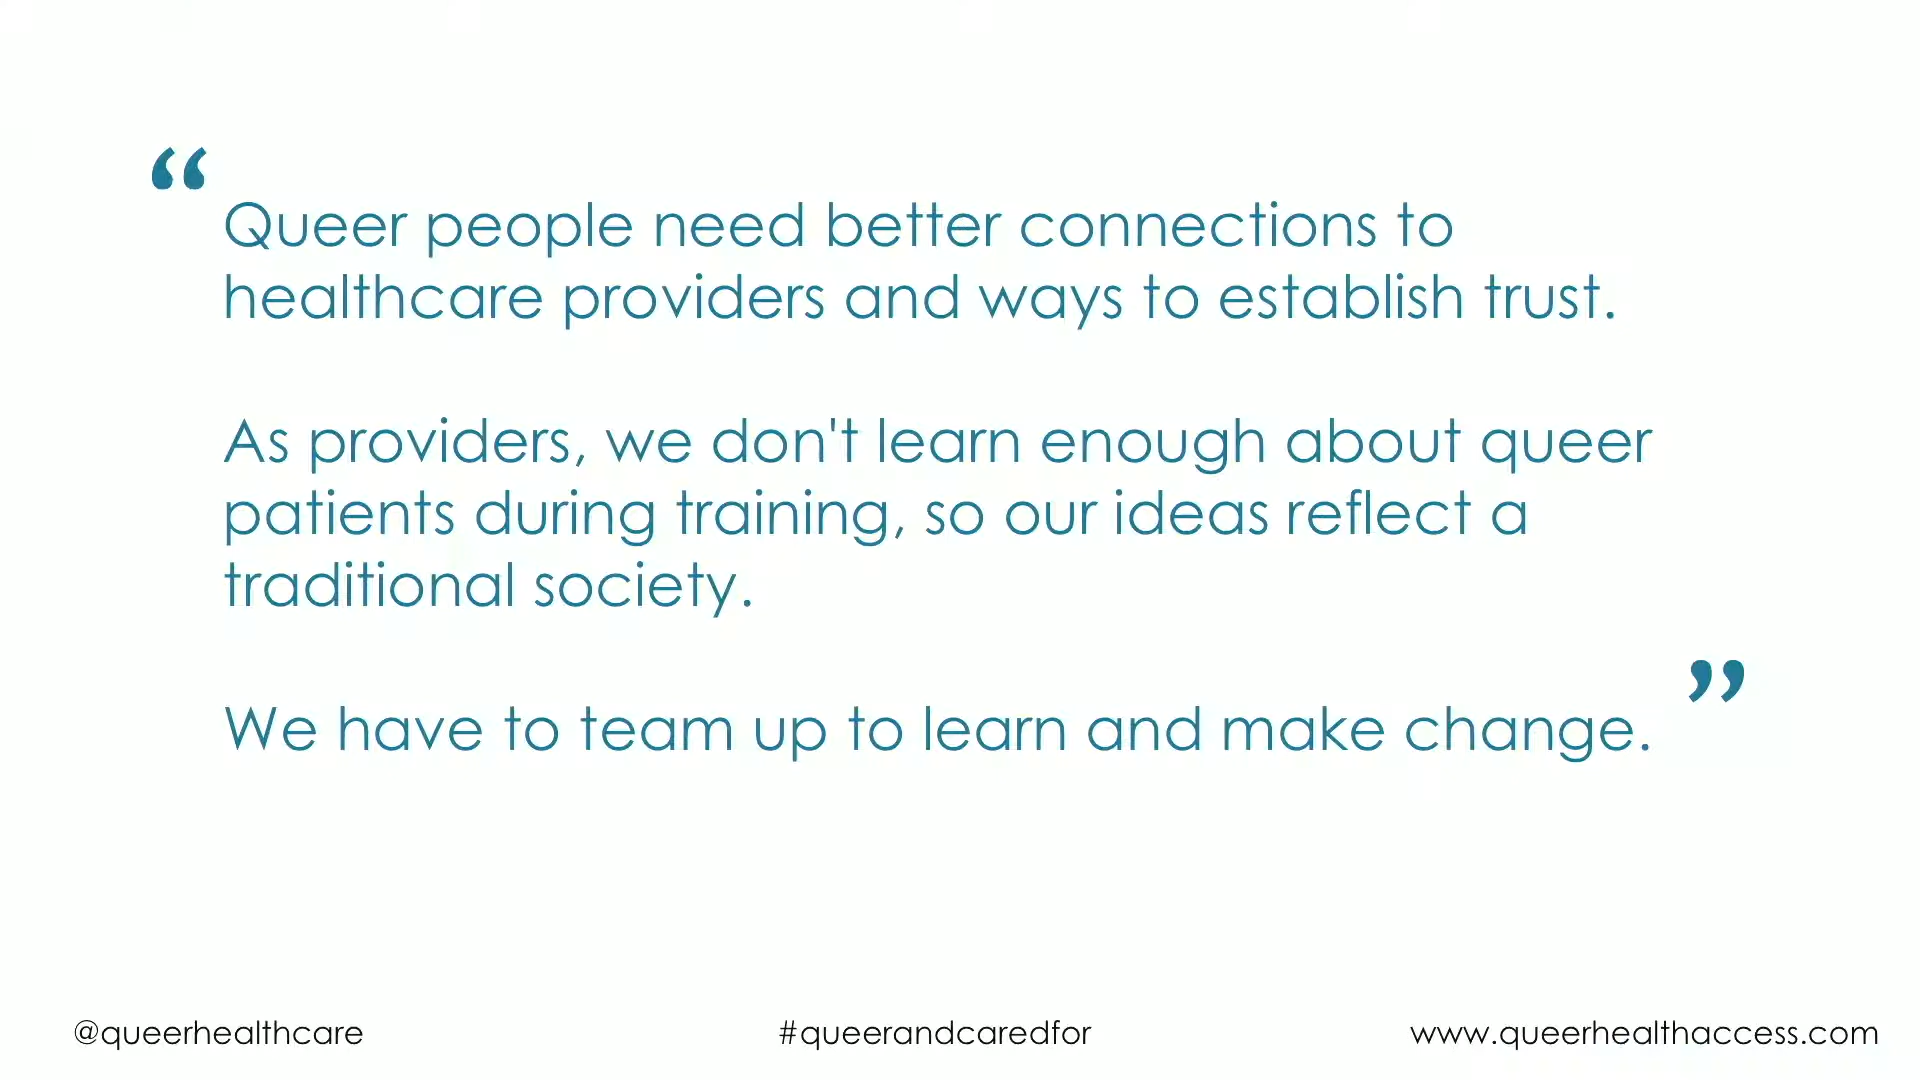 “
Queer people need better connections to
healthcare providers and ways to establish trust.
As providers, we don't learn enough about queer
patients during training, so our ideas reflect a
traditional society.
We have to team up to learn and make change.
”
@queerhealthcare
#queerandcaredfor
www.queerhealthaccess.com